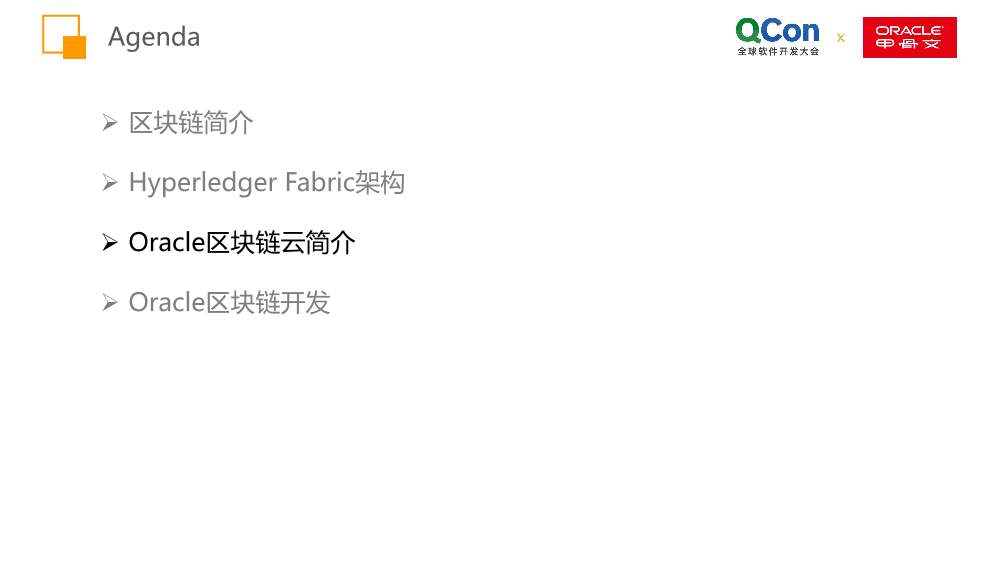 Agenda
QCon
全球软件开发大会
x
ORACLE
甲骨文
区块链简介
Hyperledger Fabric架构
Oracle区块链云简介
Oracle区块链开发